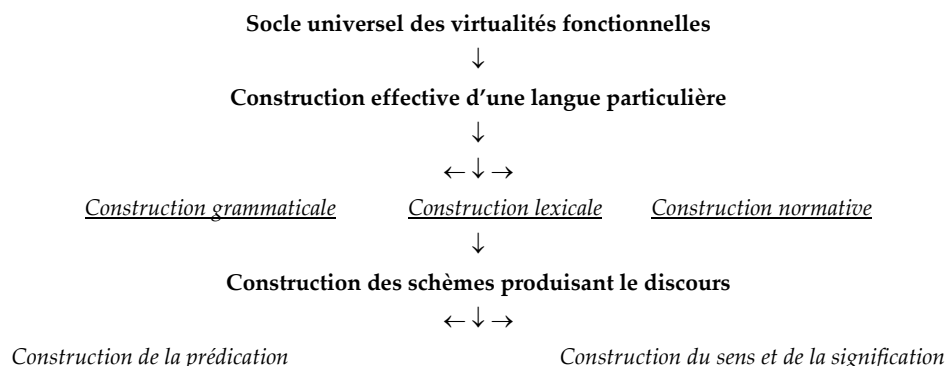 Socle universel des virtualités fonctionnelles
↓
Construction effective d’une langue particulière
↓
← ↓ →
Construction grammaticale Construction lexicale Construction normative
↓
Construction des schèmes produisant le discours
← ↓ →
Construction de la prédication Construction du sens et de la signification